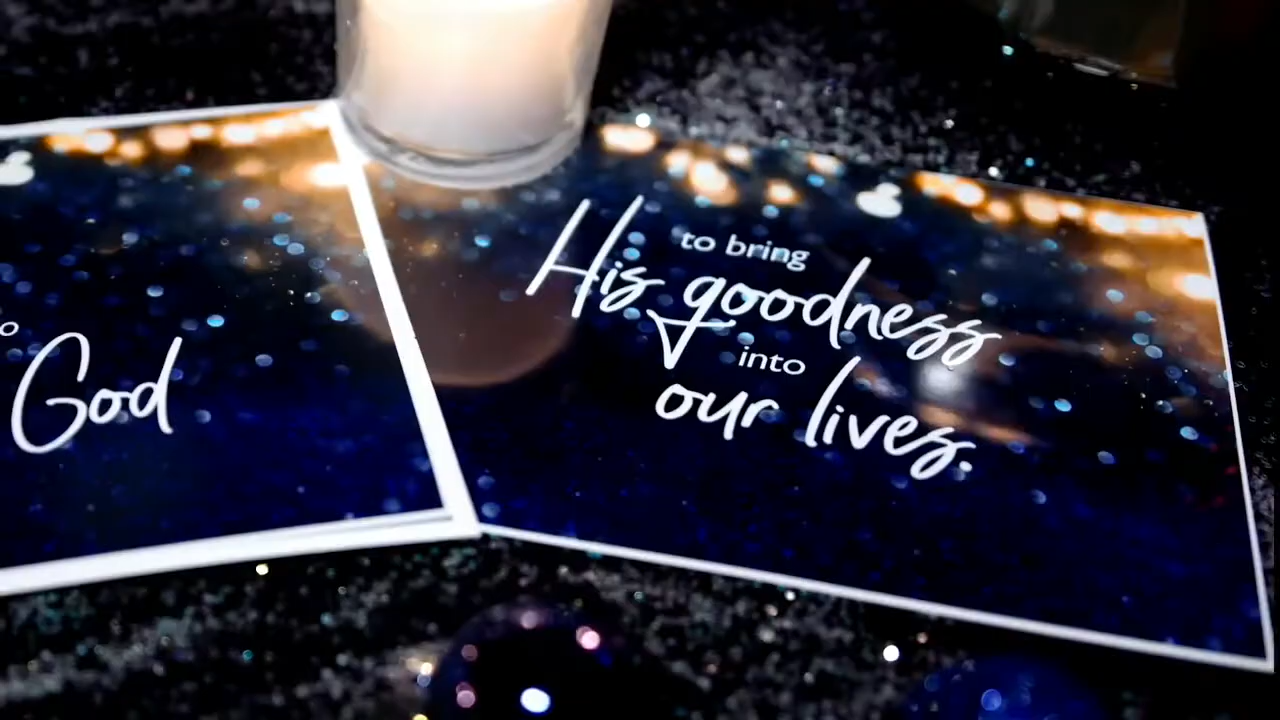 God
to bring
His goodness
into
our lives.